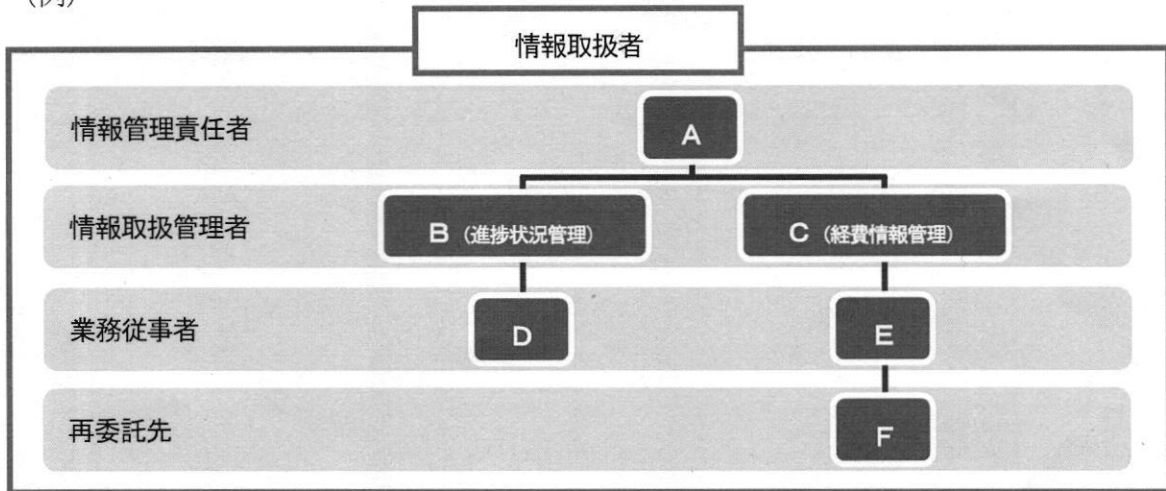 (例)
情報取扱者
情報管理責任者
A
情報取扱管理者
B (進捗状況管理)
C (経費情報管理)
業務従事者
D
E
再委託先
F